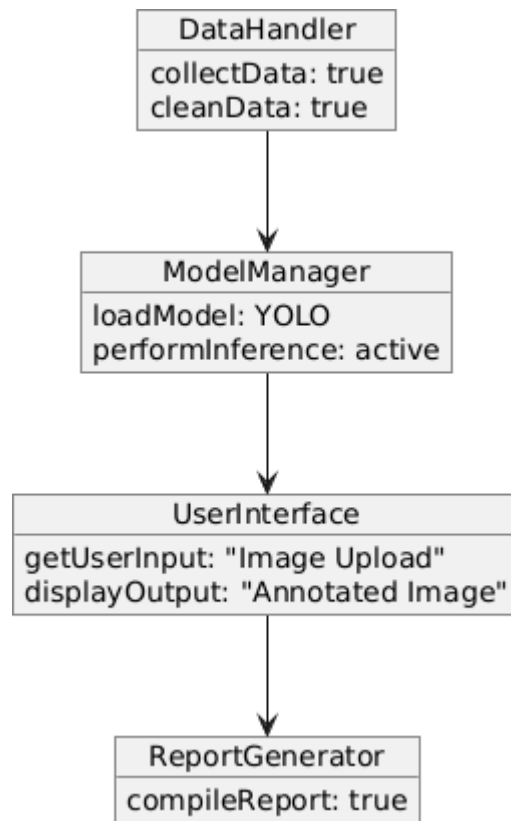 DataHandler
collectData: true
cleanData: true
ModelManager
loadModel: YOLO
performInference: active
UserInterface
getUserInput: "Image Upload"
displayOutput: "Annotated Image"
ReportGenerator
compileReport: true